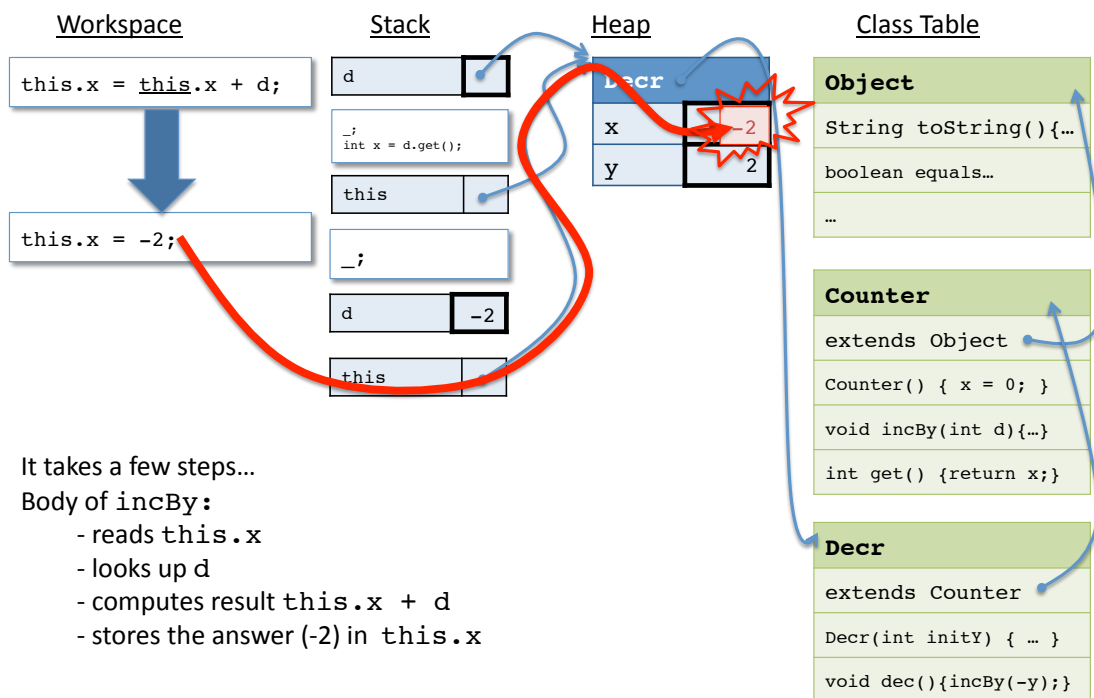 Workspace
this.x = this.x + d;
this.x = -2;
Stack
d
_;
int x = d.get();
this
_;
d -2
this
Heap
Decr
x -2
y 2
Class Table
Object
String toString(){…
boolean equals…
…
Counter
extends Object
Counter() { x = 0; }
void incBy(int d){…}
int get() {return x;}
Decr
extends Counter
Decr(int initY) { … }
void dec(){incBy(-y);}
It takes a few steps…
Body of incBy:
- reads this.x
- looks up d
- computes result this.x + d
- stores the answer (-2) in this.x